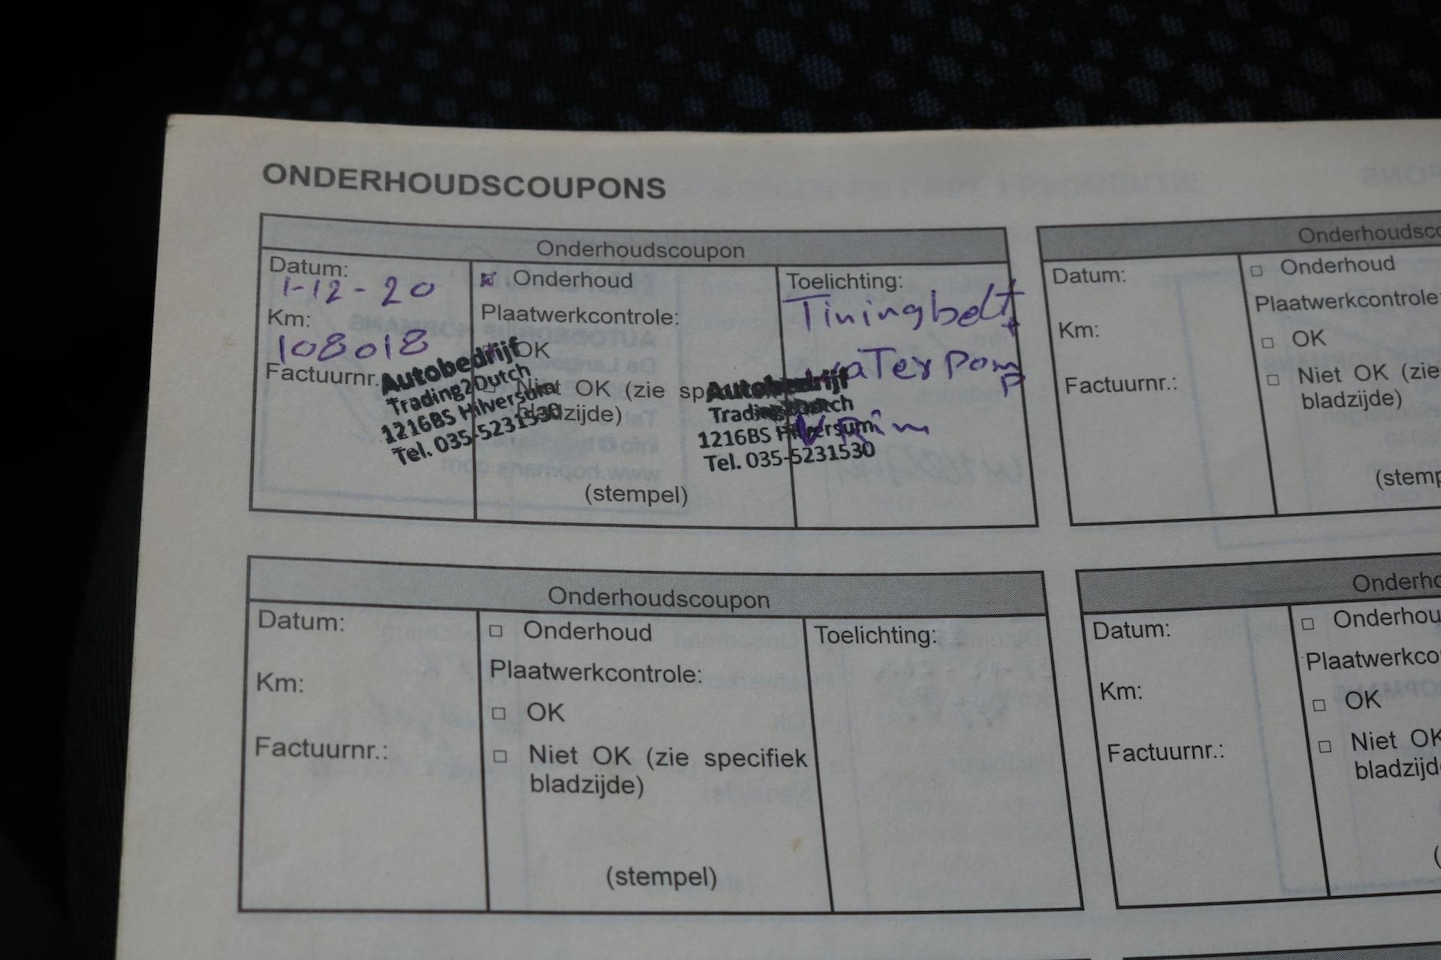 ONDERHOUDSCOUPONS
Onderhoudscoupon
Datum:
1-12-20
Km:
108018
Factuurnr.
Onderhoud
Plaatwerkcontrole:
OK
Niet OK (zie sp
bladzijde)
(stempel)
Toelichting:
Tiningbelt
+
waTerpomp
Autobedrijf
Trading2Dutch
1216BS Hilversum
Tel. 035-5231530
Autobedrijf
Trading2Dutch
1216BS Hilversum
Tel. 035-5231530
Onderhoudsco
Datum:
Km:
Factuurnr.:
Onderhoud
Plaatwerkcontrole:
OK
Niet OK (zie
bladzijde)
(stemp
Onderhoudscoupon
Datum:
Km:
Factuurnr.:
Onderhoud
Plaatwerkcontrole:
OK
Niet OK (zie specifiek
bladzijde)
(stempel)
Toelichting:
Onderho
Datum:
Km:
Factuurnr.:
Onderhou
Plaatwerkco
OK
Niet OK
bladzijd
(